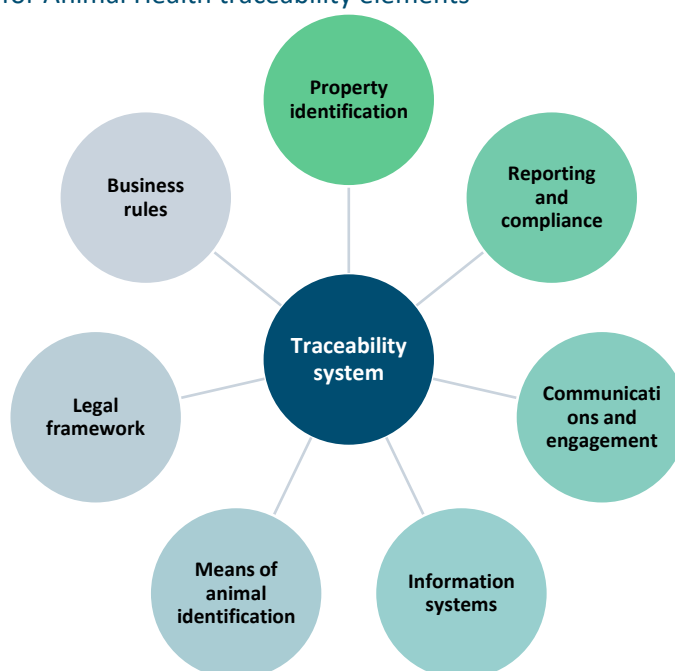 for Animal Health traceability elements
Property
identification
Reporting
and
compliance
Communicati
ons and
engagement
Information
systems
Means of
animal
identification
Legal
framework
Business
rules
Traceability
system